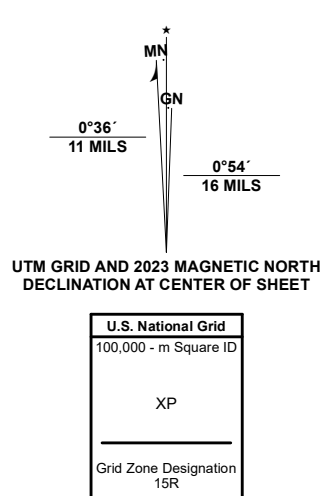 ★
MN
GN
0°36´
11 MILS
0°54´
16 MILS
UTM GRID AND 2023 MAGNETIC NORTH
DECLINATION AT CENTER OF SHEET
U.S. National Grid
100,000 - m Square ID
XP
Grid Zone Designation
15R